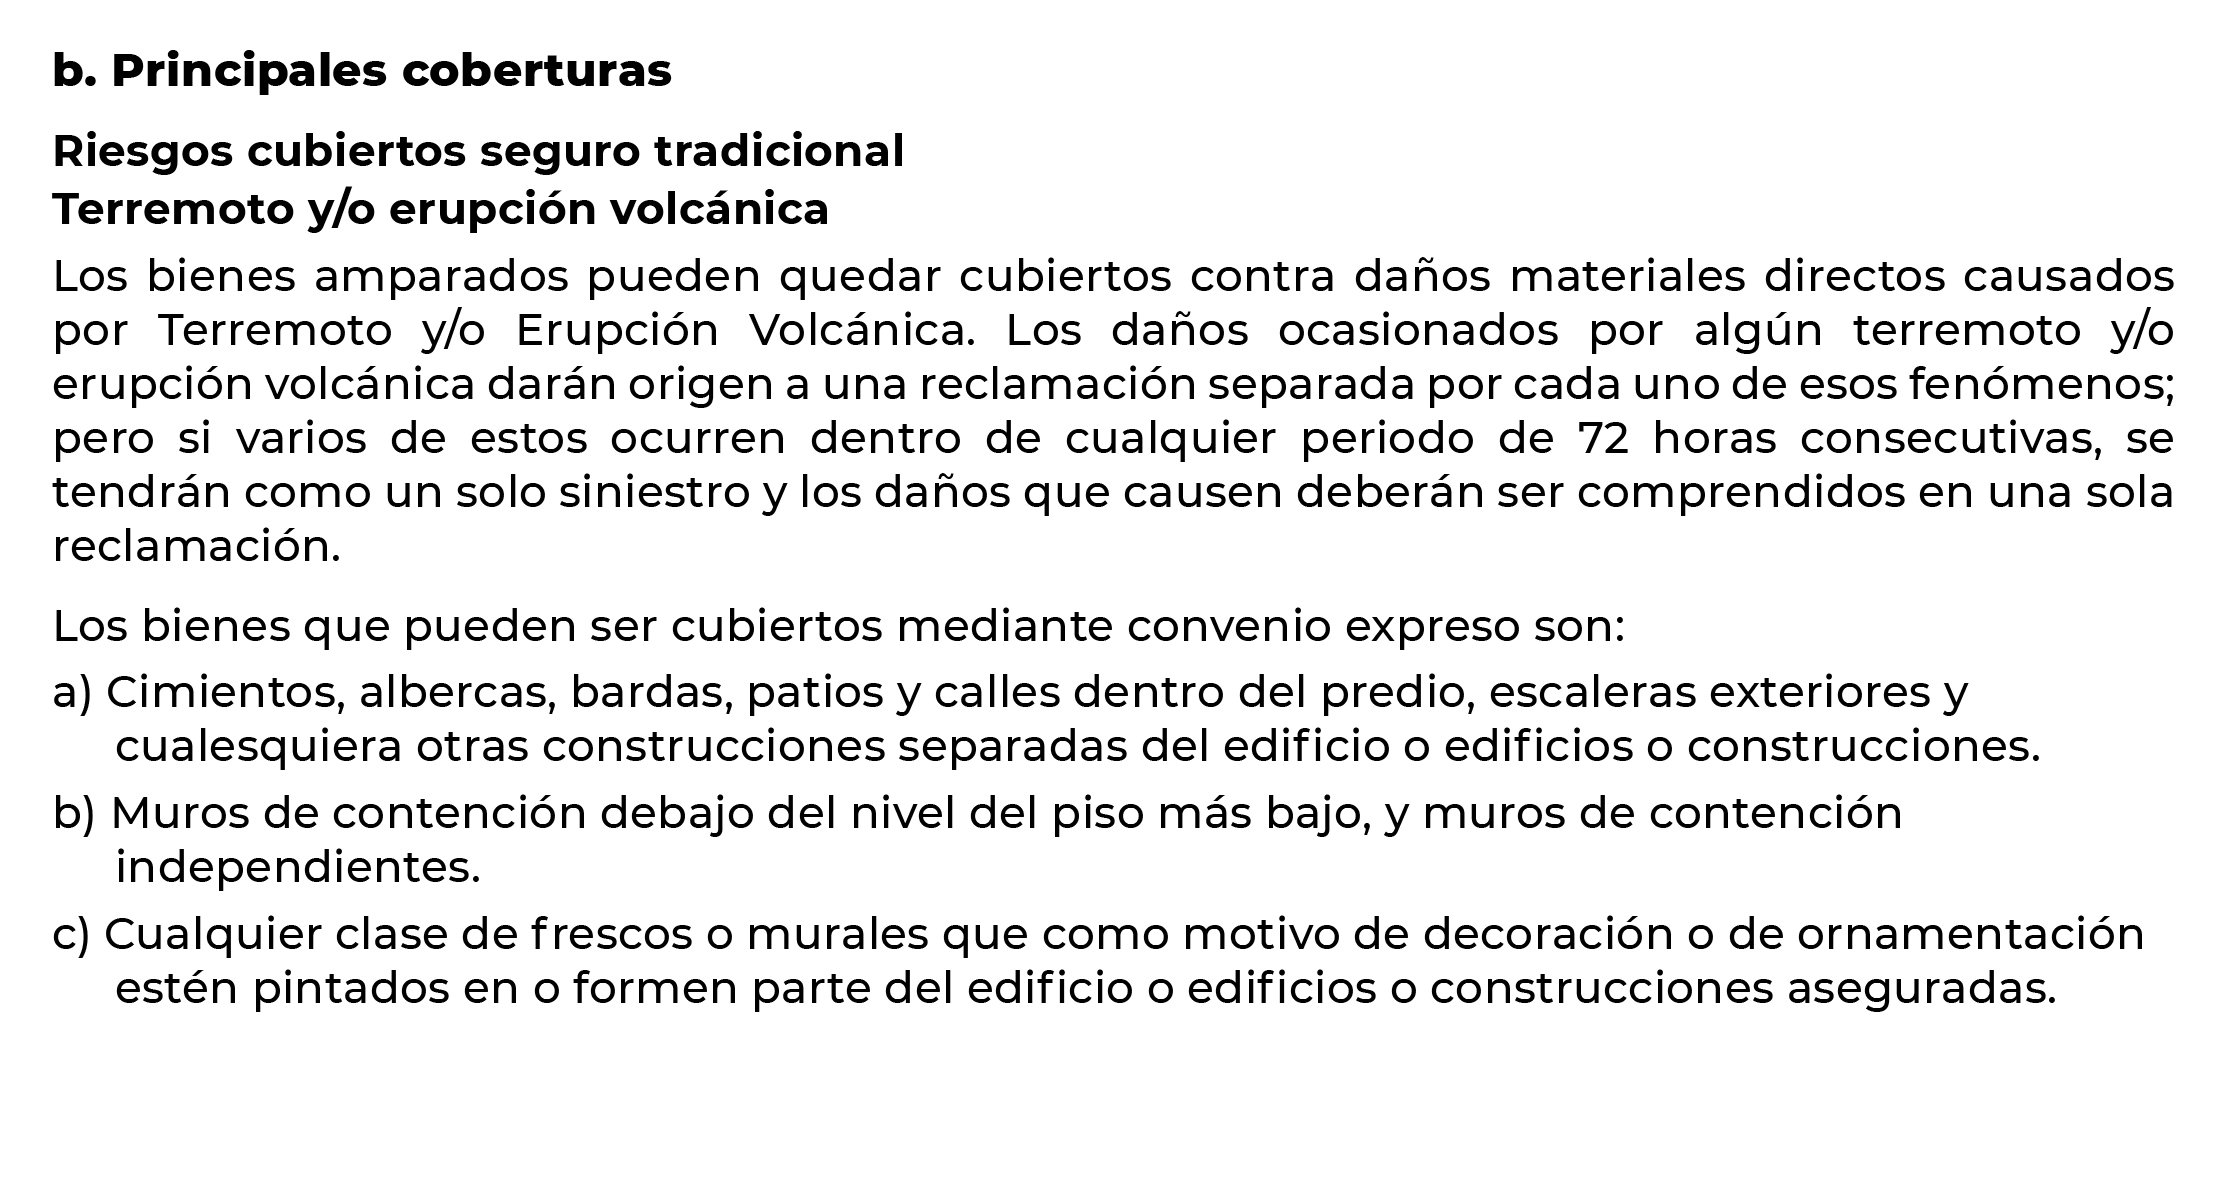 b. Principales coberturas
Riesgos cubiertos seguro tradicional
Terremoto y/o erupción volcánica
Los bienes amparados pueden quedar cubiertos contra daños materiales directos causados
por Terremoto y/o Erupción Volcánica. Los daños ocasionados por algún terremoto y/o
erupción volcánica darán origen a una reclamación separada por cada uno de esos fenómenos;
pero si varios de estos ocurren dentro de cualquier periodo de 72 horas consecutivas, se
tendrán como un solo siniestro y los daños que causen deberán ser comprendidos en una sola
reclamación.
Los bienes que pueden ser cubiertos mediante convenio expreso son:
a) Cimientos, albercas, bardas, patios y calles dentro del predio, escaleras exteriores y
cualesquiera otras construcciones separadas del edificio o edificios o construcciones.
b) Muros de contención debajo del nivel del piso más bajo, y muros de contención
independientes.
c) Cualquier clase de frescos o murales que como motivo de decoración o de ornamentación
estén pintados en o formen parte del edificio o edificios o construcciones aseguradas.